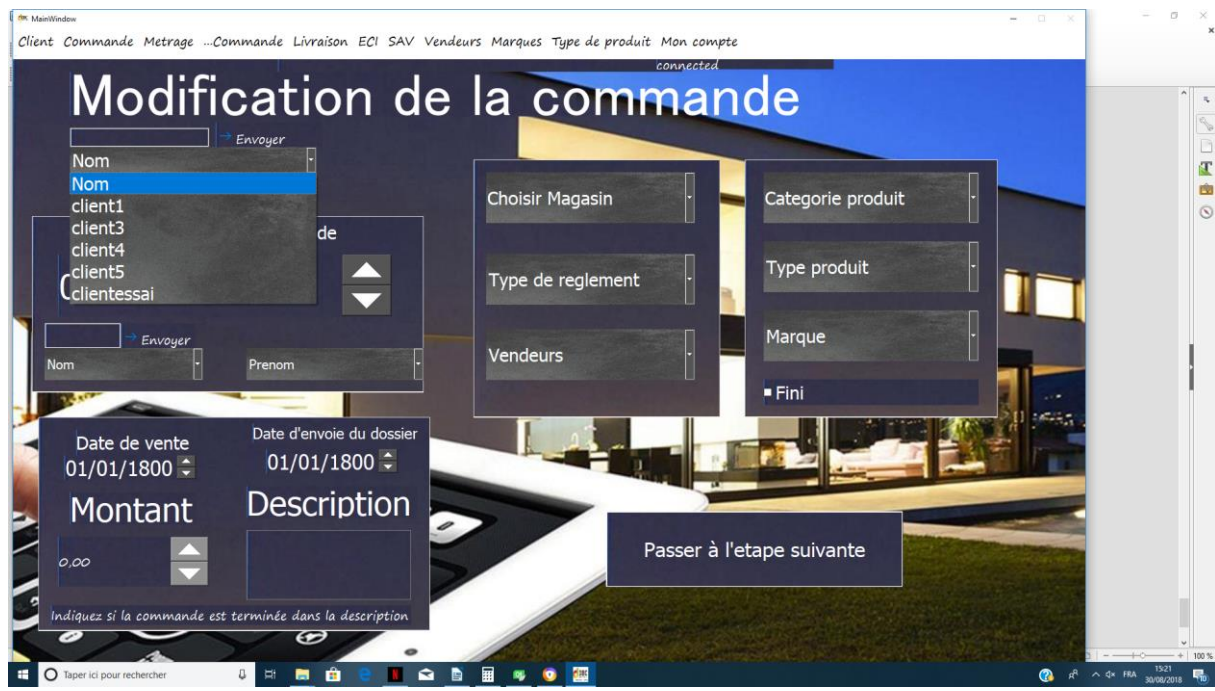 MainWindow
Client Commande Metrage ...Commande Livraison ECI SAV Vendeurs Marques Type de produit Mon compte
connected
Modification de la commande
Envoyer
Nom
Nom
client1
client3
client4
client5
clientessai
de
0
Envoyer
Nom
Prenom
Choisir Magasin
Type de reglement
Vendeurs
Categorie produit
Type produit
Marque
Fini
Date de vente
01/01/1800
Date d'envoie du dossier
01/01/1800
Montant
0,00
Description
Indiquez si la commande est terminée dans la description
Passer à l'etape suivante
100 %
Taper ici pour rechercher
FRA
15:21
30/08/2018